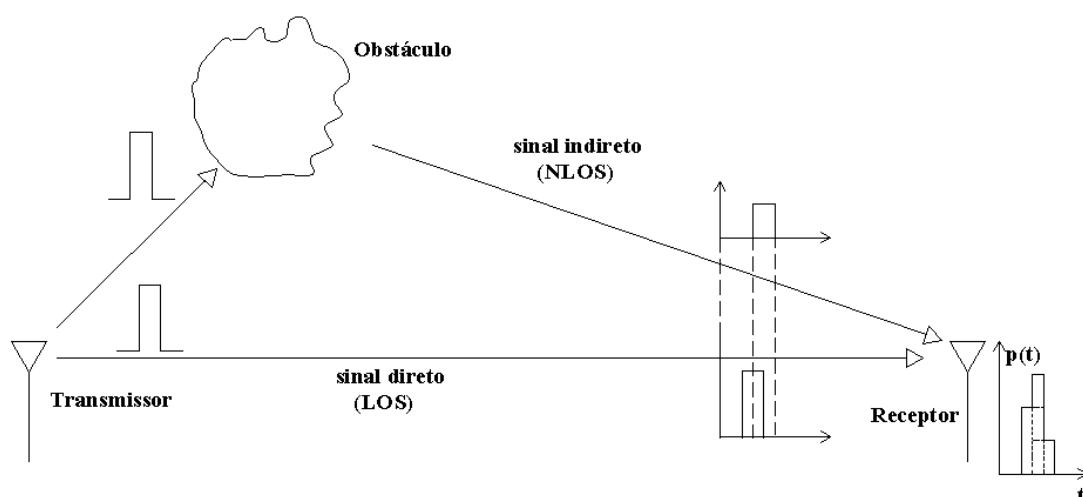 Obstáculo
sinal indireto
(NLOS)
p(t)
sinal direto
(LOS)
Transmissor
Receptor
t